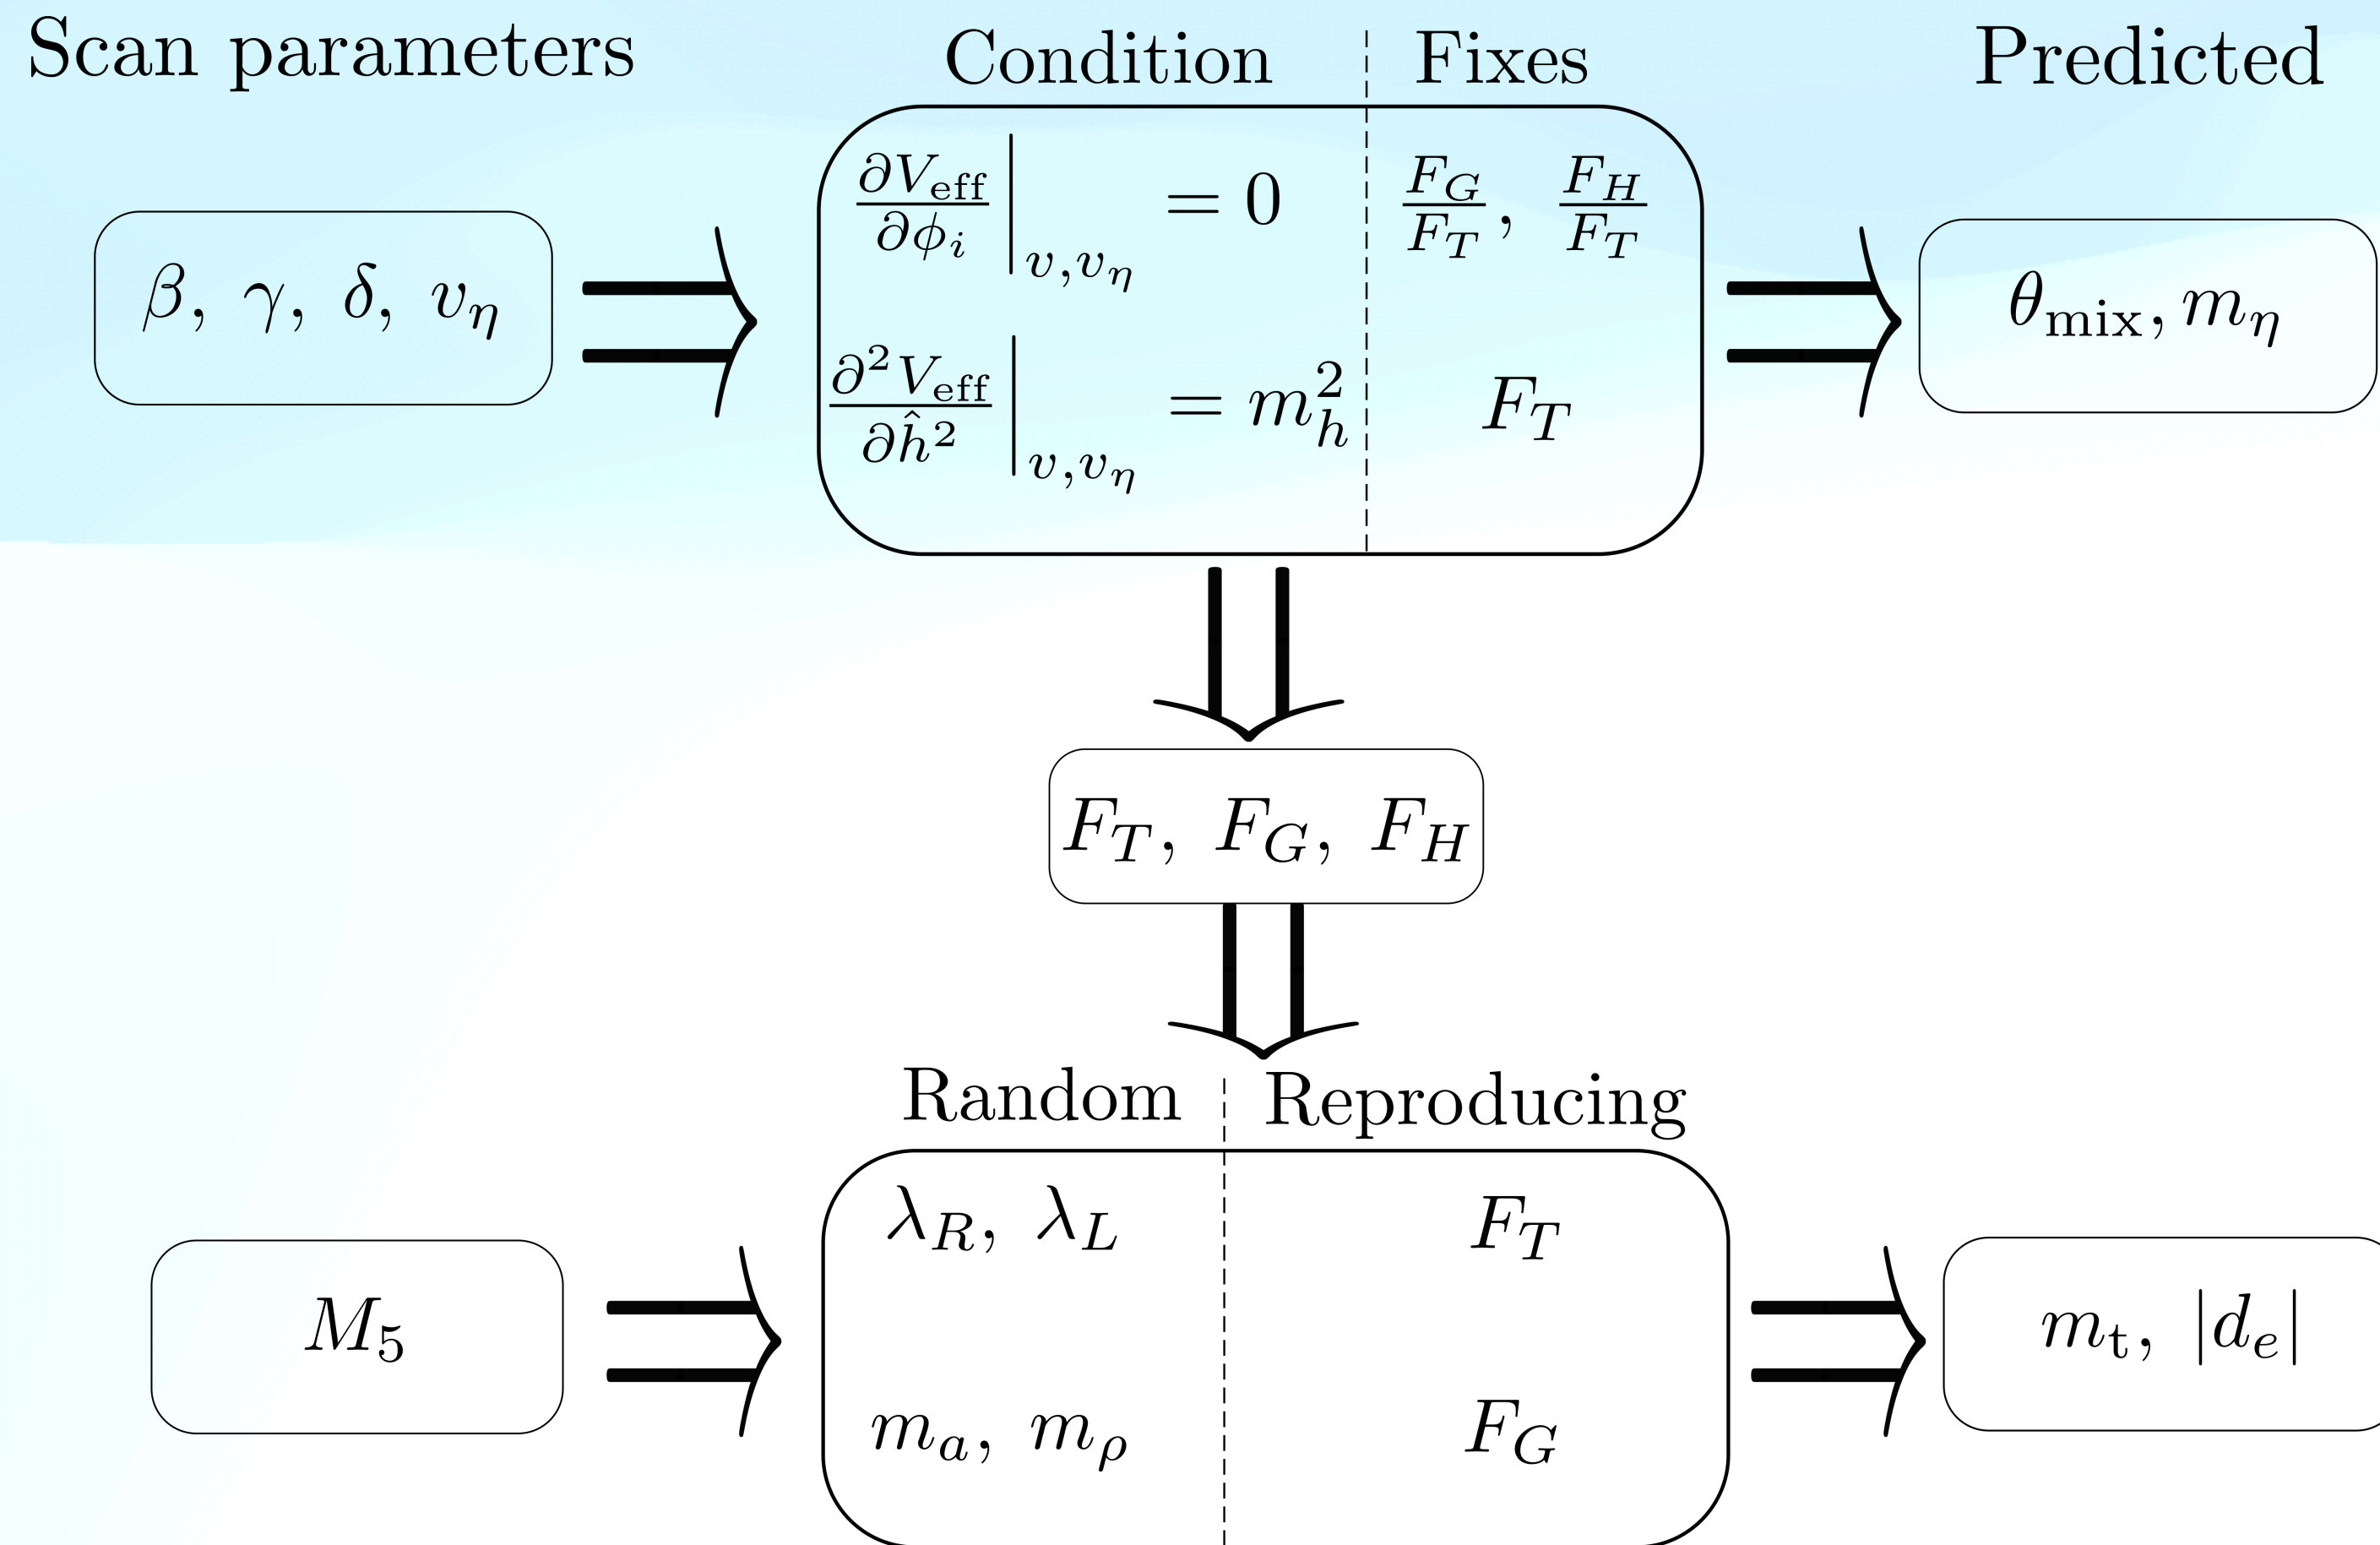 Scan parameters
Condition Fixes
Predicted
β, γ, δ, v_η
∂V_eff/∂ϕ_i |_{v,v_η} = 0   F_G/F_T, F_H/F_T
∂²V_eff/∂ĥ² |_{v,v_η} = m_h²   F_T
θ_mix, m_η
F_T, F_G, F_H
Random Reproducing
M_5
λ_R, λ_L   F_T
m_a, m_ρ   F_G
m_t, |d_e|